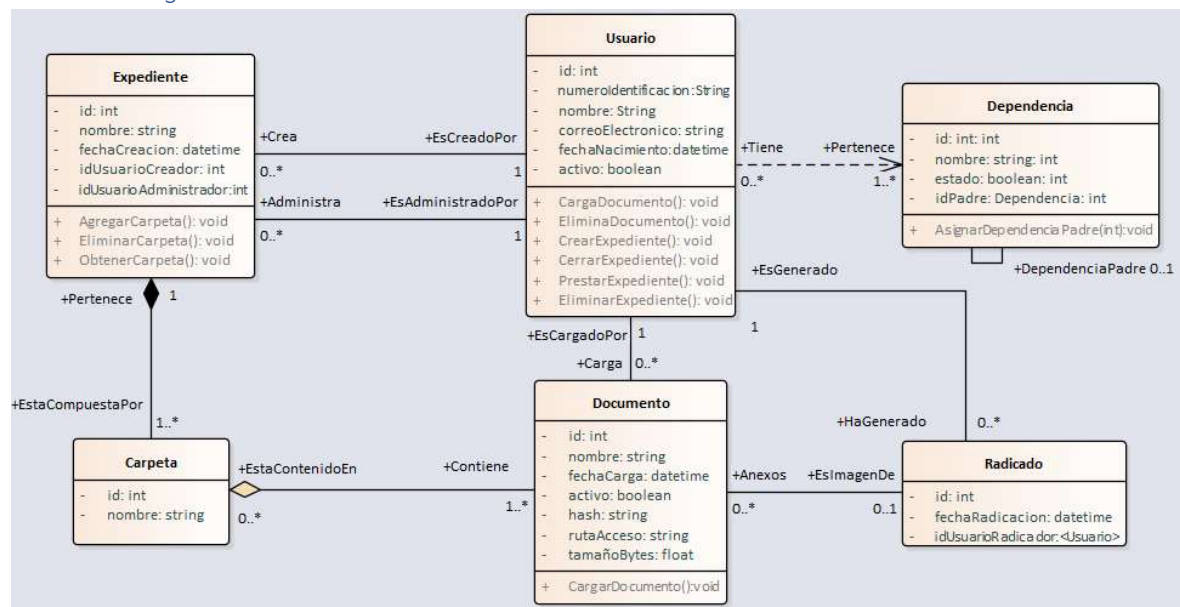 Expediente
- id: int
- nombre: string
- fechaCreacion: datetime
- idUsuarioCreador: int
- idUsuarioAdministrador:int
+ AgregarCarpeta(): void
+ EliminarCarpeta(): void
+ ObtenerCarpeta(): void
+Crea
0..*
+EsCreadoPor
1
+Administra
0..*
+EsAdministradoPor
1
Usuario
- id: int
- numeroIdentificacion:String
- nombre: String
- correoElectronico: string
- fechaNacimiento:datetime
- activo: boolean
+ CargaDocumento(): void
+ EliminaDocumento(): void
+ CrearExpediente(): void
+ CerrarExpediente(): void
+ PrestarExpediente(): void
+ EliminarExpediente(): void
+Tiene
0..*
+Pertenece
1..*
Dependencia
- id: int: int
- nombre: string: int
- estado: boolean: int
- idPadre: Dependencia: int
+ AsignarDependenciaPadre(int):void
+DependenciaPadre 0..1
+EsGenerado
1
+HaGenerado
0..*
+Pertenece
1
+EstaCompuestaPor
1..*
+EsCargadoPor
1
+Carga
0..*
Carpeta
- id: int
- nombre: string
+EstaContenidoEn
0..*
+Contiene
1..*
Documento
- id: int
- nombre: string
- fechaCarga: datetime
- activo: boolean
- hash: string
- rutaAcceso: string
- tamañoBytes: float
+ CargarDocumento():void
+Anexos
0..*
+EsImagenDe
0..1
Radicado
- id: int
- fechaRadicacion: datetime
- idUsuarioRadicador:<Usuario>